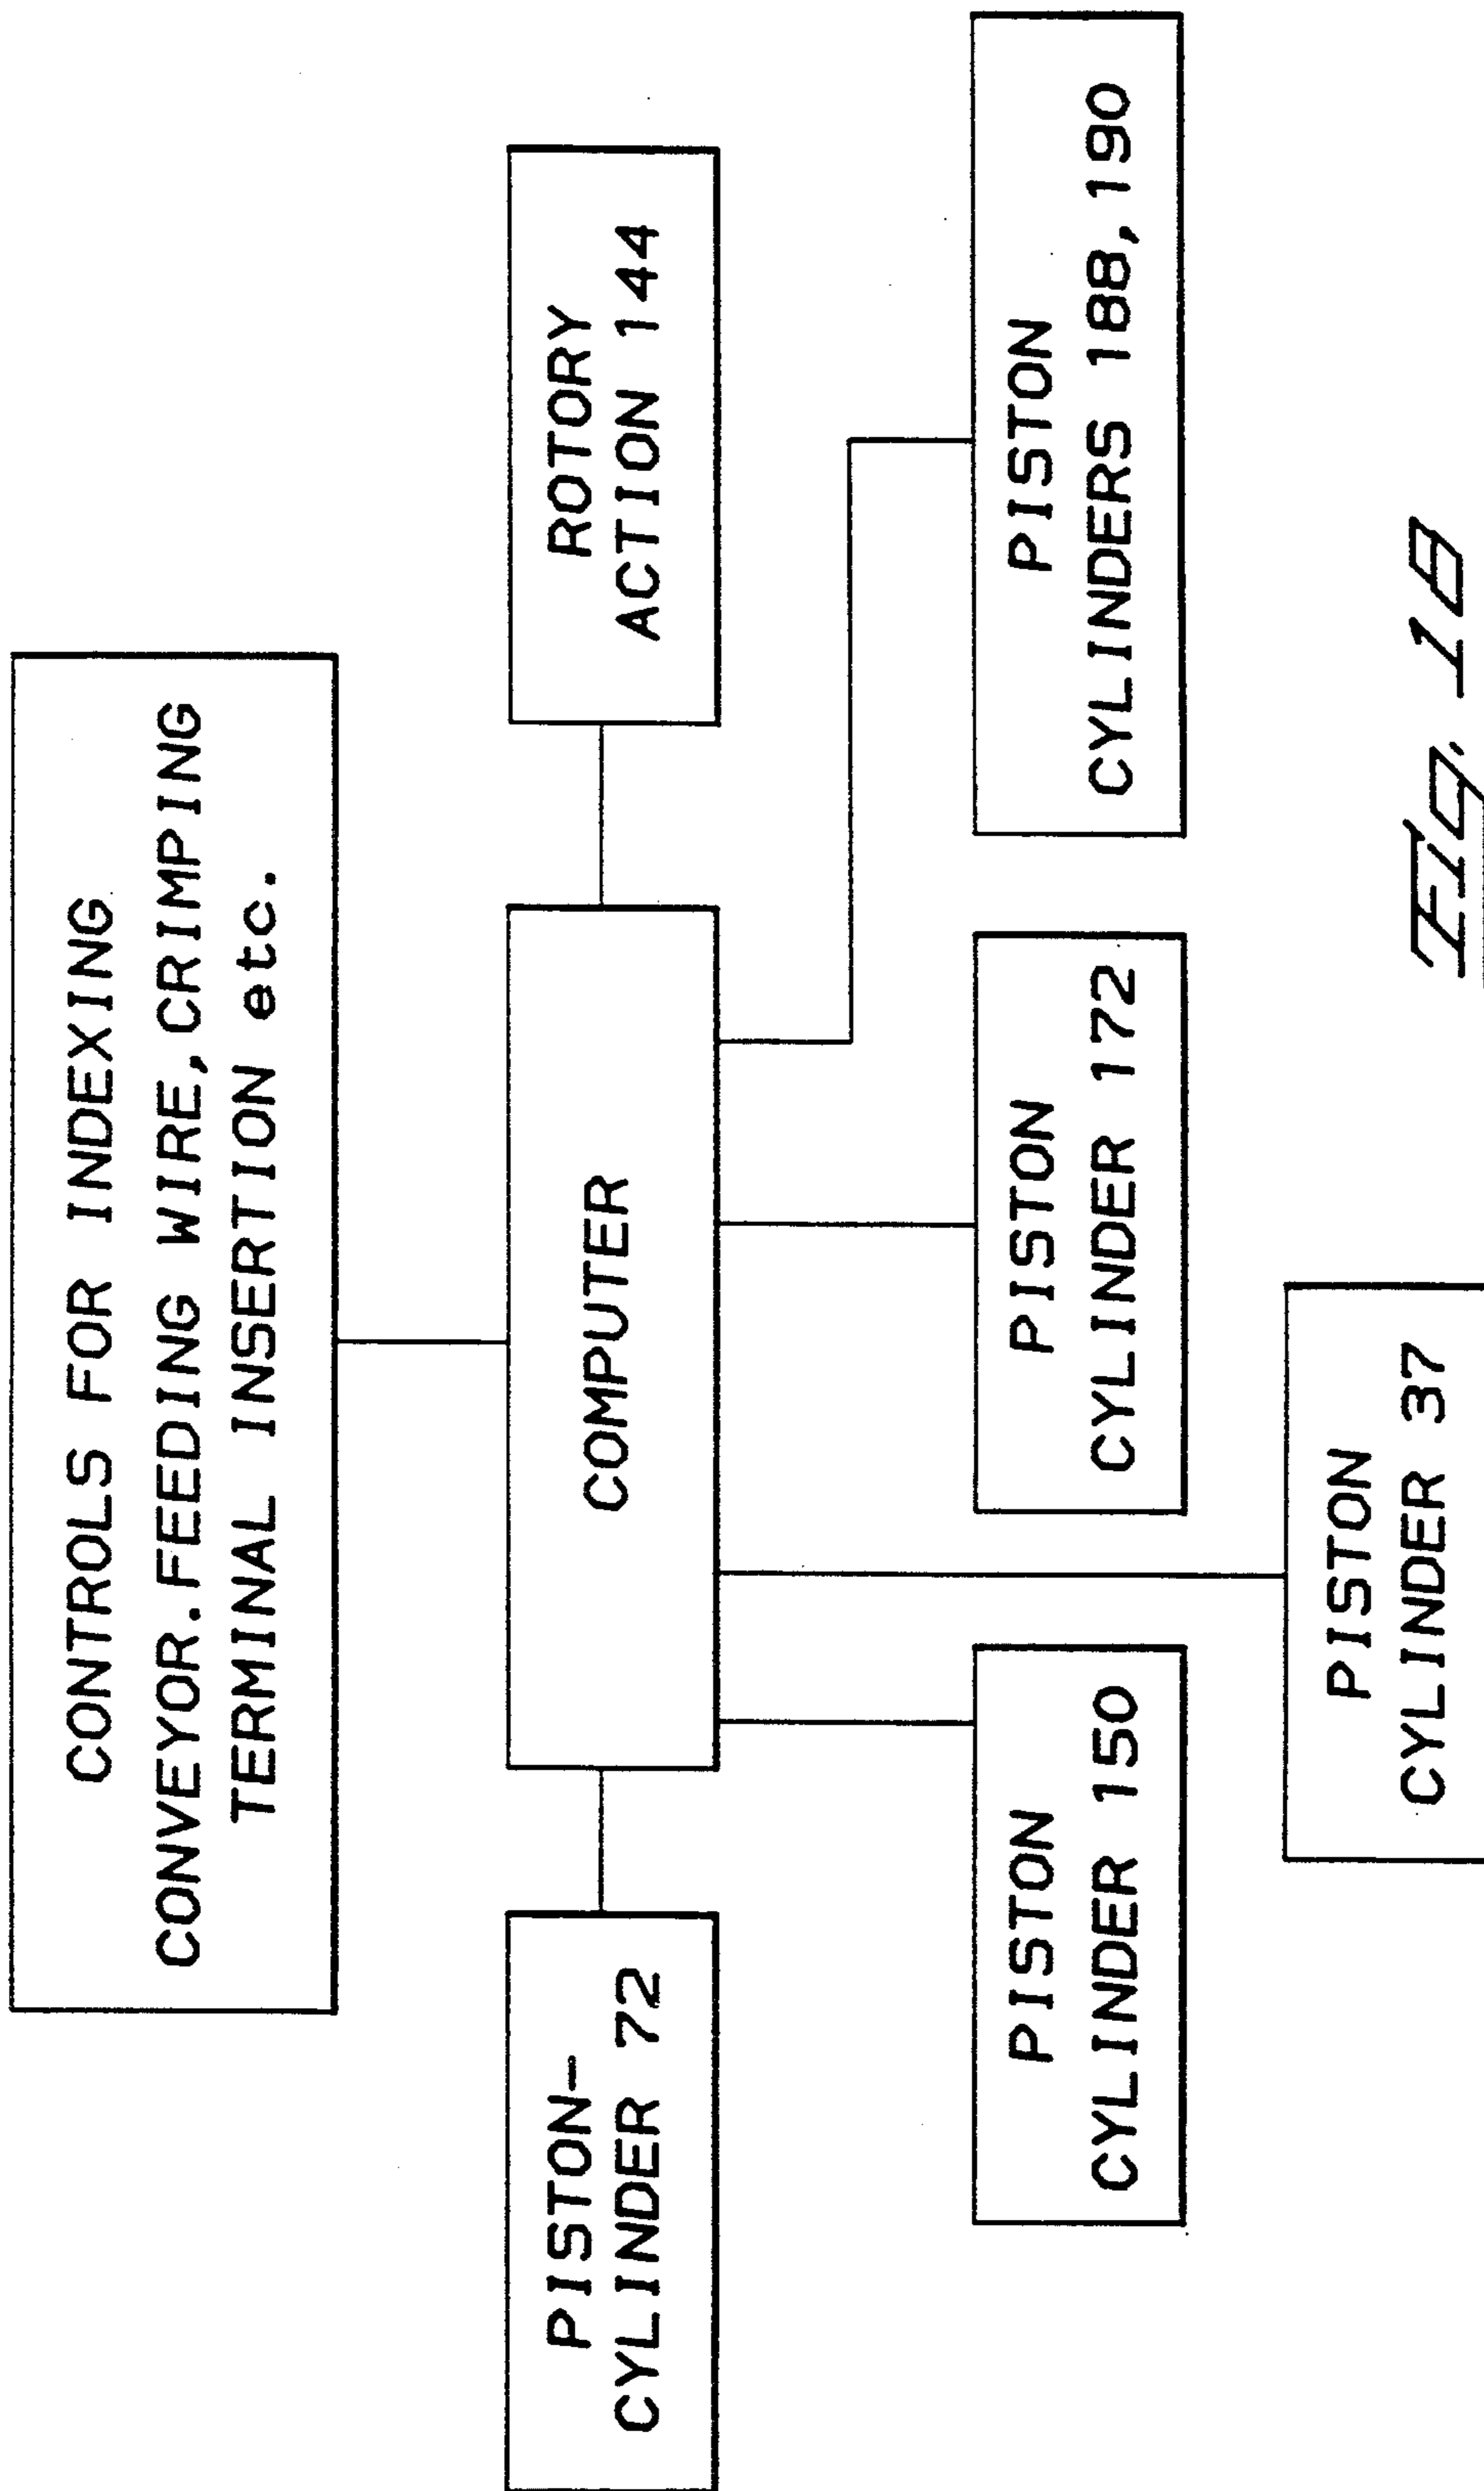 CONTROLS FOR INDEXING
CONVEYOR.FEEDING WIRE,CRIMPING
TERMINAL INSERTION etc.
PISTON-
CYLINDER 72
COMPUTER
ROTORY
ACTION 144
PISTON
CYLINDER 150
PISTON
CYLINDER 172
PISTON
CYLINDERS 188,190
PISTON
CYLINDER 37
Fig. 18